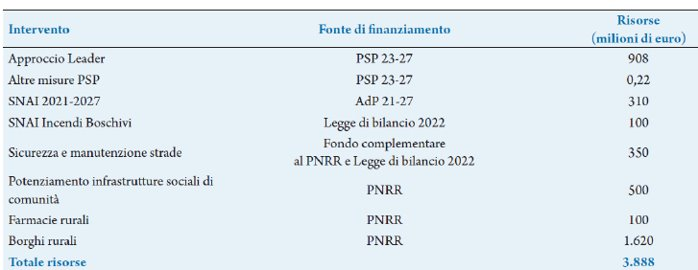 Intervento Fonte di finanziamento Risorse
(milioni di euro)
Approccio Leader PSP 23-27 908
Altre misure PSP PSP 23-27 0,22
SNAI 2021-2027 AdP 21-27 310
SNAI Incendi Boschivi Legge di bilancio 2022 100
Sicurezza e manutenzione strade Fondo complementare
al PNRR e Legge di bilancio 2022 350
Potenziamento infrastrutture sociali di
comunità PNRR 500
Farmacie rurali PNRR 100
Borghi rurali PNRR 1.620
Totale risorse 3.888